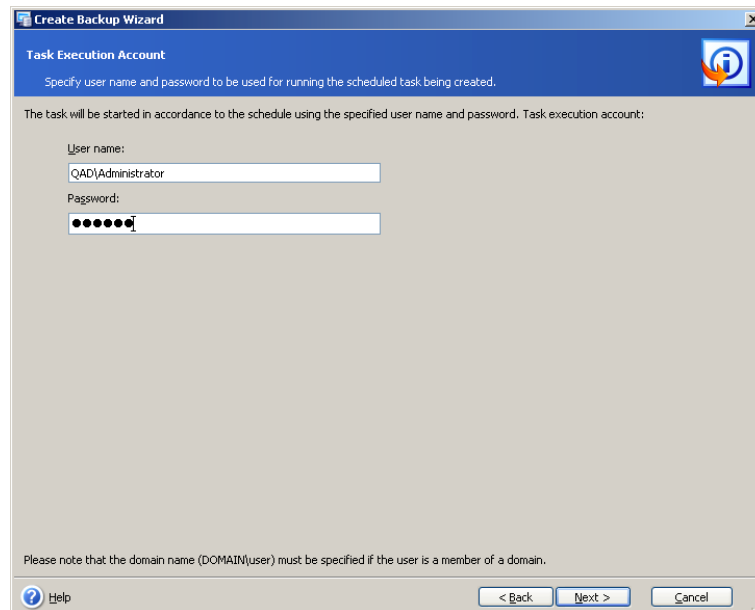 Create Backup Wizard
Task Execution Account
Specify user name and password to be used for running the scheduled task being created.
The task will be started in accordance to the schedule using the specified user name and password. Task execution account:
User name:
QAD\Administrator
Password:
●●●●●●
Please note that the domain name (DOMAIN\user) must be specified if the user is a member of a domain.
Help
< Back
Next >
Cancel